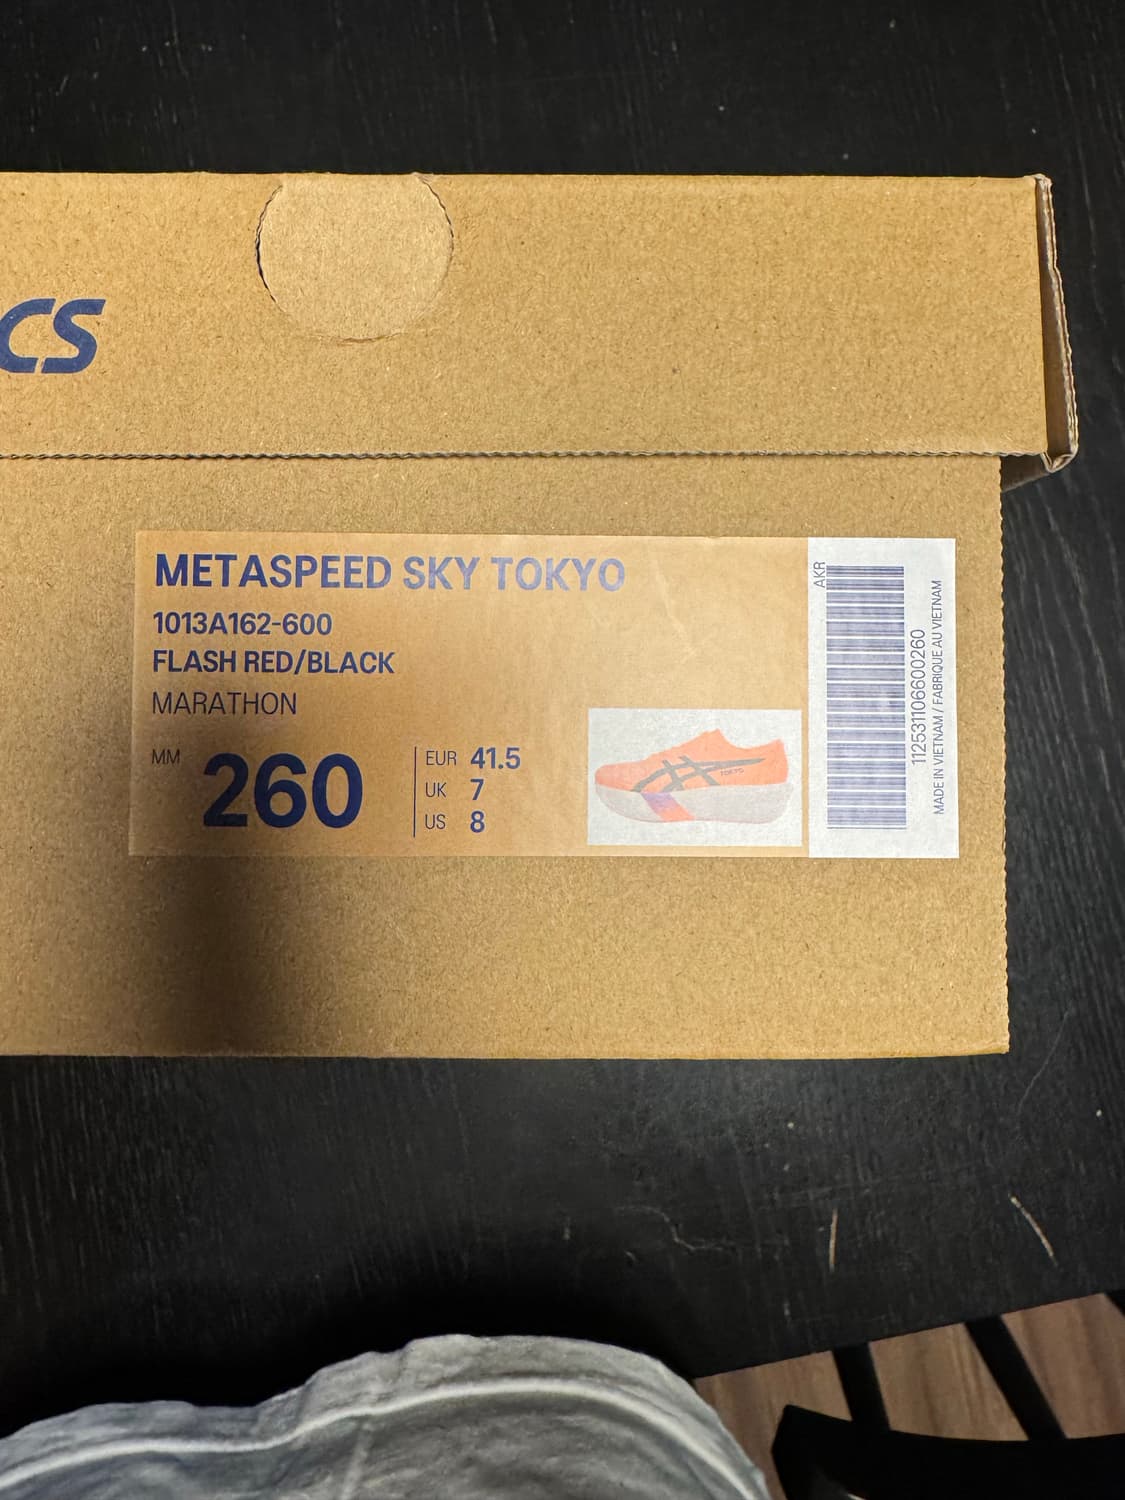 CS
METASPEED SKY TOKYO
1013A162-600
FLASH RED/BLACK
MARATHON
MM 260
EUR 41.5
UK 7
US 8
TOKYO
AKR
112531106600260
MADE IN VIETNAM / FABRIQUE AU VIETNAM